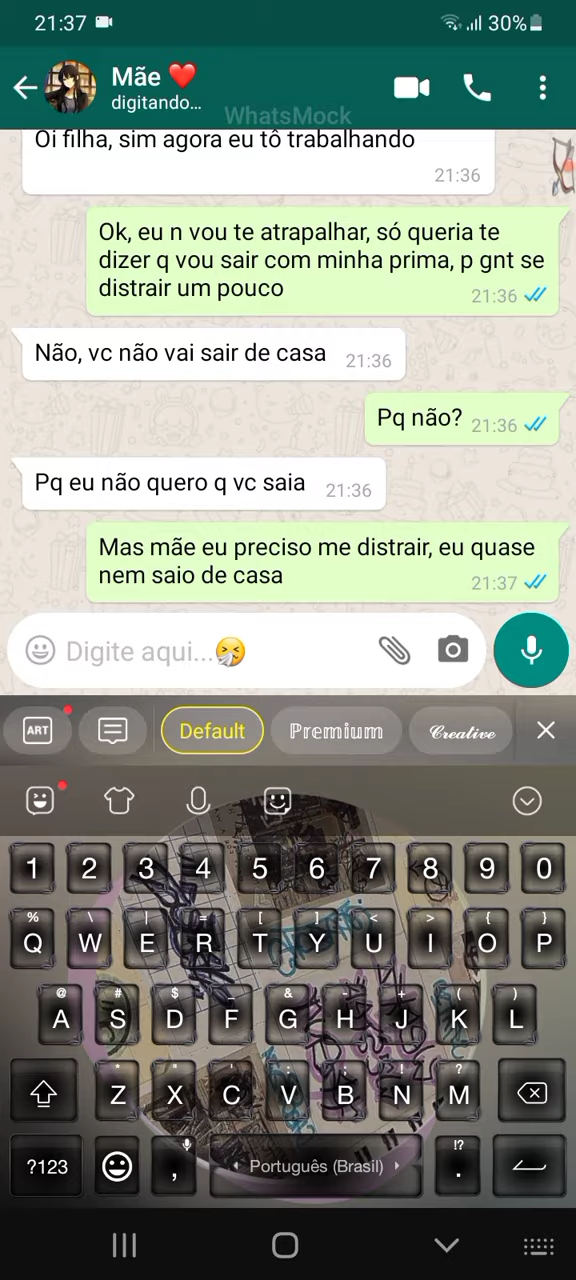 21:37
30%
Mãe ❤️
digitando...
WhatsMock
Oi filha, sim agora eu tô trabalhando
21:36
Ok, eu n vou te atrapalhar, só queria te
dizer q vou sair com minha prima, p gnt se
distrair um pouco
21:36
Não, vc não vai sair de casa
21:36
Pq não?
21:36
Pq eu não quero q vc saia
21:36
Mas mãe eu preciso me distrair, eu quase
nem saio de casa
21:37
Digite aqui...🤧
ART
Default
Premium
Creative
1 2 3 4 5 6 7 8 9 0
% \ | = [ ] < > { }
Q W E R T Y U I O P
@ # $ _ & - + ( )
A S D F G H J K L
* " ' : ; ! ?
Z X C V B N M
!?
?123
,
Português (Brasil)
.